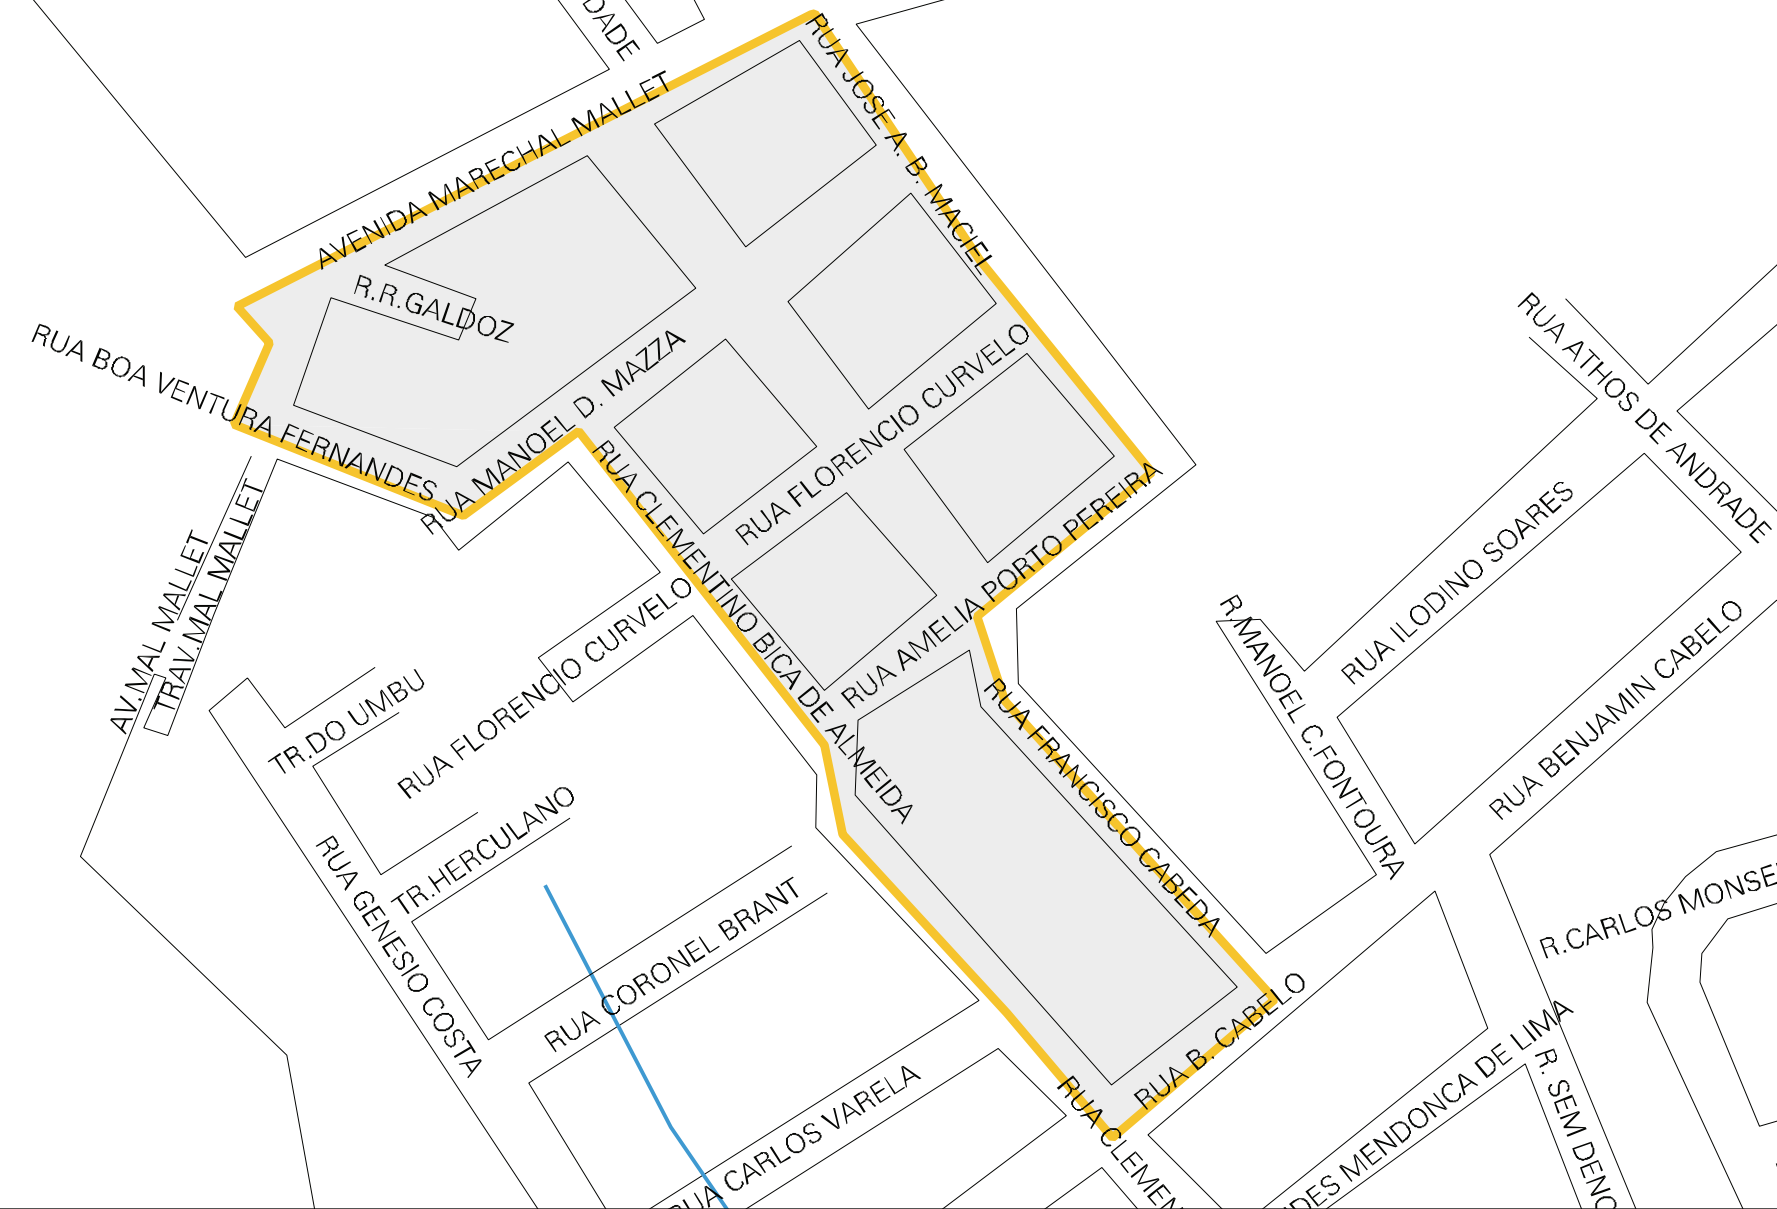 DADE
RUA JOSE A. B. MACIEL
AVENIDA MARECHAL MALLET
R.R.GALDOZ
RUA BOA VENTURA FERNANDES
RUA MANOEL D. MAZZA
RUA FLORENCIO CURVELO
RUA ATHOS DE ANDRADE
RUA CLEMENTINO BICA DE ALMEIDA
RUA AMELIA PORTO PEREIRA
AV.MAL MALLET
TRAV.MAL MALLET
RUA ILODINO SOARES
RUA FLORENCIO CURVELO
R.MANOEL C.FONTOURA
RUA BENJAMIN CABELO
TR.DO UMBU
RUA FRANCISCO CABEDA
TR.HERCULANO
RUA GENESIO COSTA
RUA CORONEL BRANT
R.CARLOS MONSE
RUA B. CABELO
RUA CARLOS VARELA
RUA CLEMEN
DES MENDONCA DE LIMA
R. SEM DENO